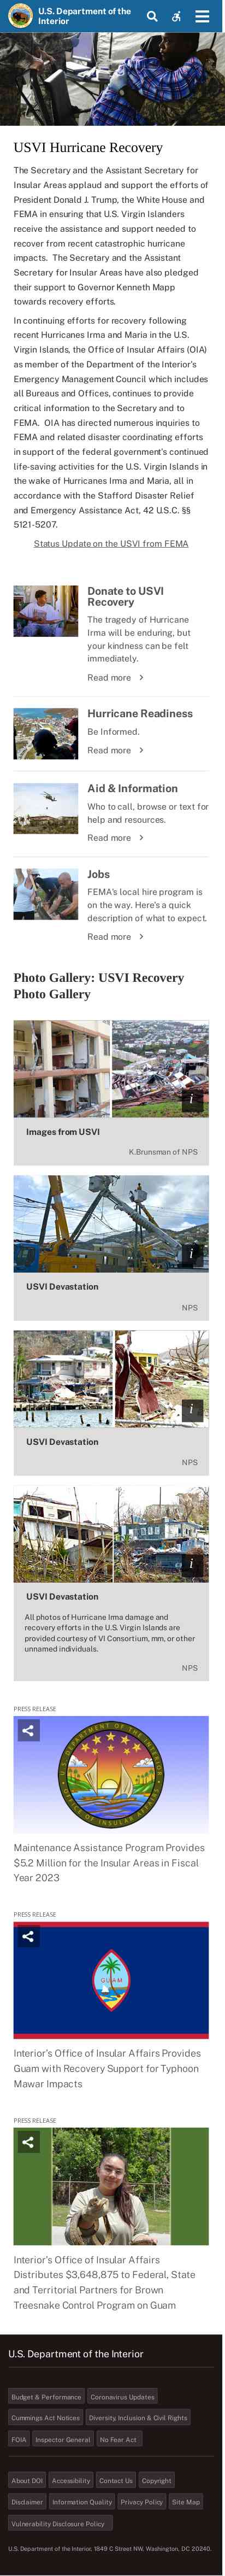 U.S. Department of the
Interior
USVI Hurricane Recovery
The Secretary and the Assistant Secretary for
Insular Areas applaud and support the efforts of
President Donald J. Trump, the White House and
FEMA in ensuring that U.S. Virgin Islanders
receive the assistance and support needed to
recover from recent catastrophic hurricane
impacts.  The Secretary and the Assistant
Secretary for Insular Areas have also pledged
their support to Governor Kenneth Mapp
towards recovery efforts.
In continuing efforts for recovery following
recent Hurricanes Irma and Maria in the U.S.
Virgin Islands, the Office of Insular Affairs (OIA)
as member of the Department of the Interior's
Emergency Management Council which includes
all Bureaus and Offices, continues to provide
critical information to the Secretary and to
FEMA.  OIA has directed numerous inquiries to
FEMA and related disaster coordinating efforts
in support of the federal government's continued
life-saving activities for the U.S. Virgin Islands in
the wake of Hurricanes Irma and Maria, all in
accordance with the Stafford Disaster Relief
and Emergency Assistance Act, 42 U.S.C. §§
5121-5207.
Status Update on the USVI from FEMA
Donate to USVI
Recovery
The tragedy of Hurricane
Irma will be enduring, but
your kindness can be felt
immediately.
Read more
Hurricane Readiness
Be Informed.
Read more
Aid & Information
Who to call, browse or text for
help and resources.
Read more
Jobs
FEMA's local hire program is
on the way. Here's a quick
description of what to expect.
Read more
Photo Gallery: USVI Recovery
Photo Gallery
i
Images from USVI
K.Brunsman of NPS
i
USVI Devastation
NPS
i
USVI Devastation
NPS
i
USVI Devastation
All photos of Hurricane Irma damage and
recovery efforts in the U.S. Virgin Islands are
provided courtesy of VI Consortium, mm, or other
unnamed individuals.
NPS
PRESS RELEASE
Maintenance Assistance Program Provides
$5.2 Million for the Insular Areas in Fiscal
Year 2023
PRESS RELEASE
GUAM
Interior's Office of Insular Affairs Provides
Guam with Recovery Support for Typhoon
Mawar Impacts
PRESS RELEASE
Interior's Office of Insular Affairs
Distributes $3,648,875 to Federal, State
and Territorial Partners for Brown
Treesnake Control Program on Guam
U.S. Department of the Interior
Budget & Performance Coronavirus Updates
Cummings Act Notices Diversity, Inclusion & Civil Rights
FOIA Inspector General No Fear Act
About DOI Accessibility Contact Us Copyright
Disclaimer Information Quality Privacy Policy Site Map
Vulnerability Disclosure Policy
U.S. Department of the Interior, 1849 C Street NW, Washington, DC 20240.